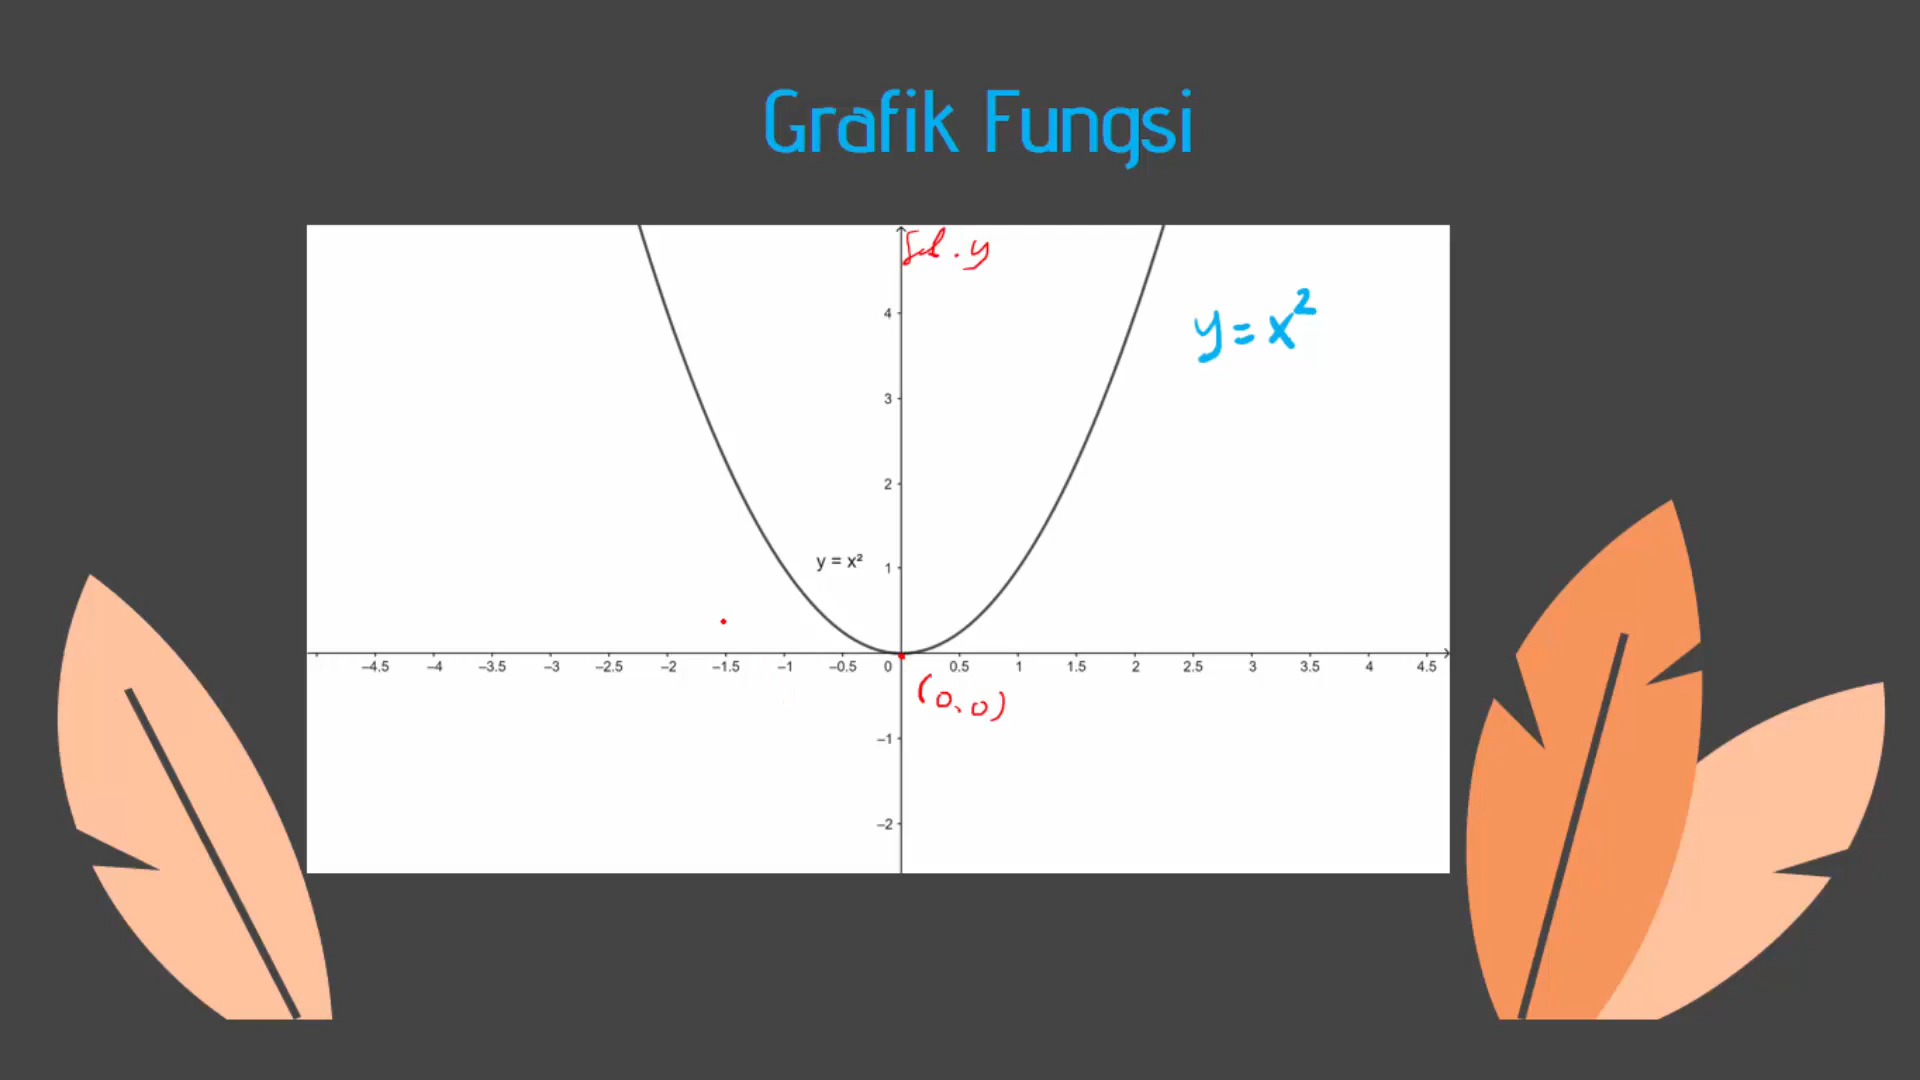 Grafik Fungsi
y
y = x²
4
3
2
y = x²
1
–4.5 –4 –3.5 –3 –2.5 –2 –1.5 –1 –0.5 0 0.5 1 1.5 2 2.5 3 3.5 4 4.5
(0,0)
–1
–2